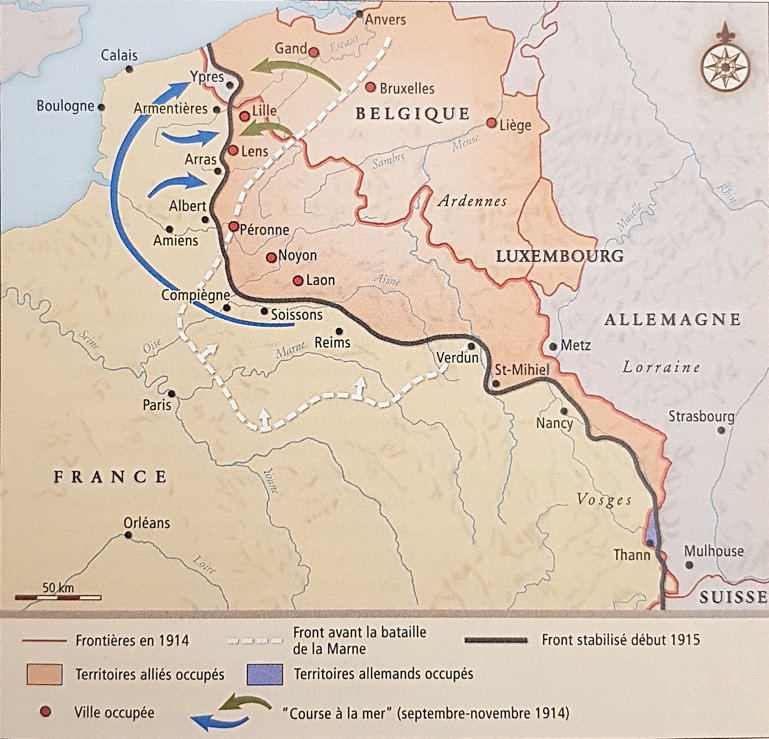 Anvers
Gand
Escaut
Calais
Ypres
Bruxelles
Boulogne
Armentières
Lille
BELGIQUE
Liège
Lens
Sambre
Meuse
Arras
Rhin
Ardennes
Moselle
Albert
Péronne
Amiens
Noyon
LUXEMBOURG
Laon
Aisne
Compiègne
Soissons
ALLEMAGNE
Seine
Oise
Reims
Marne
Verdun
Metz
St-Mihiel
Lorraine
Paris
Nancy
Strasbourg
FRANCE
Yonne
Vosges
Orléans
Thann
Mulhouse
Loire
50 km
SUISSE
Frontières en 1914
Front avant la bataille
de la Marne
Front stabilisé début 1915
Territoires alliés occupés
Territoires allemands occupés
Ville occupée
"Course à la mer" (septembre-novembre 1914)